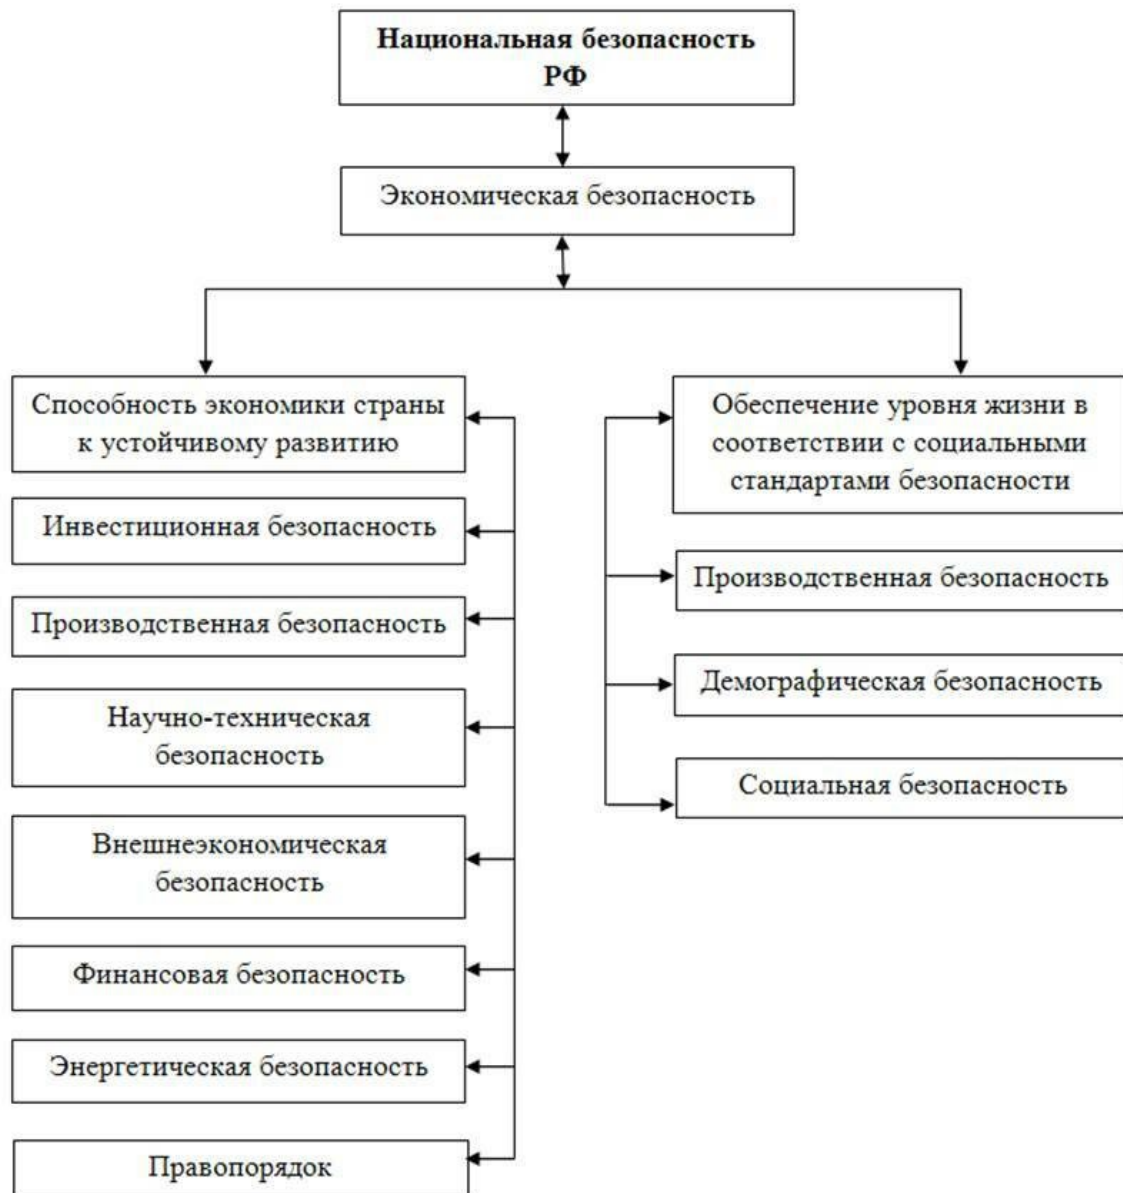 Национальная безопасность
РФ
Экономическая безопасность
Способность экономики страны
к устойчивому развитию
Инвестиционная безопасность
Производственная безопасность
Научно-техническая
безопасность
Внешнеэкономическая
безопасность
Финансовая безопасность
Энергетическая безопасность
Правопорядок
Обеспечение уровня жизни в
соответствии с социальными
стандартами безопасности
Производственная безопасность
Демографическая безопасность
Социальная безопасность